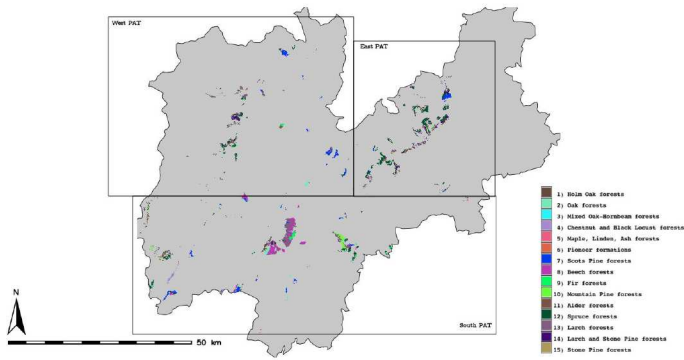 West PAT
East PAT
1) Holm Oak forests
2) Oak forests
3) Mixed Oak-Hornbeam forests
4) Chestnut and Black Locust forests
5) Maple, Linden, Ash forests
6) Pioneer formations
7) Scots Pine forests
8) Beech forests
9) Fir forests
10) Mountain Pine forests
11) Alder forests
12) Spruce forests
13) Larch forests
14) Larch and Stone Pine forests
15) Stone Pine forests
N
50 km
South PAT